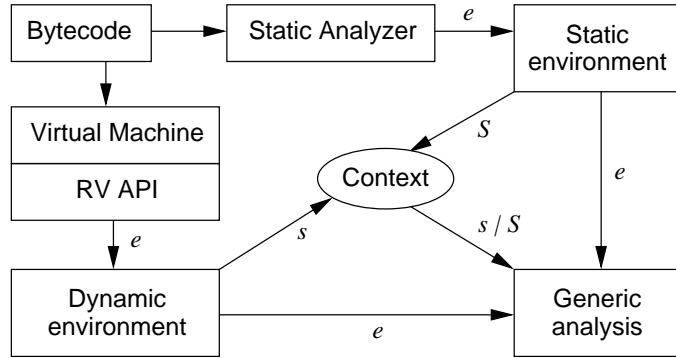 Bytecode
Static Analyzer
e
Static
environment
Virtual Machine
RV API
S
Context
e
e
s
s / S
Dynamic
environment
e
Generic
analysis